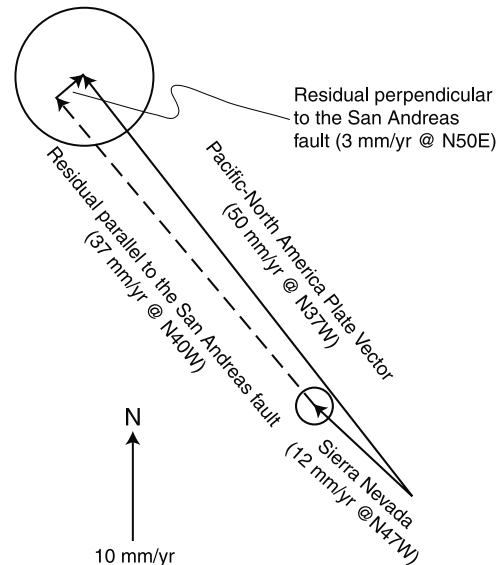 Residual perpendicular
to the San Andreas
fault (3 mm/yr @ N50E)
Pacific-North America Plate Vector
(50 mm/yr @ N37W)
Residual parallel to the San Andreas fault
(37 mm/yr @ N40W)
Sierra Nevada
(12 mm/yr @N47W)
N
10 mm/yr